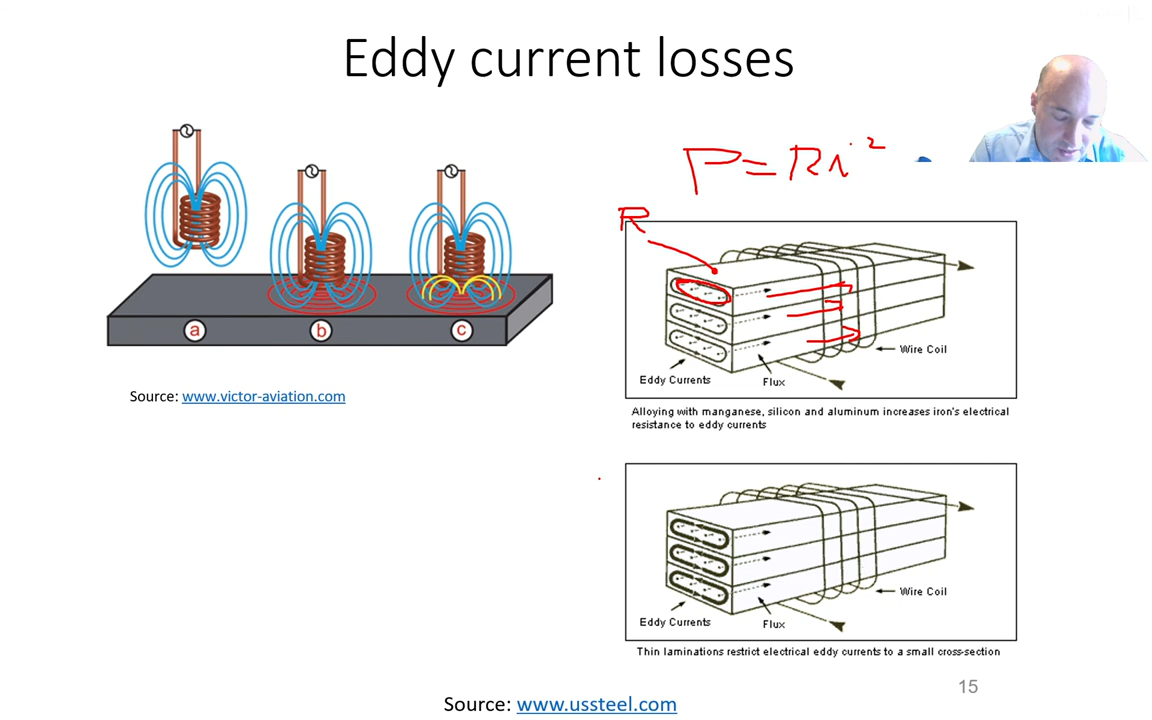 Eddy current losses
P = Ri²
R
a
b
c
Source: www.victor-aviation.com
Eddy Currents
Flux
Wire Coil
Alloying with manganese, silicon and aluminum increases iron's electrical
resistance to eddy currents
Eddy Currents
Flux
Wire Coil
Thin laminations restrict electrical eddy currents to a small cross-section
15
Source: www.ussteel.com